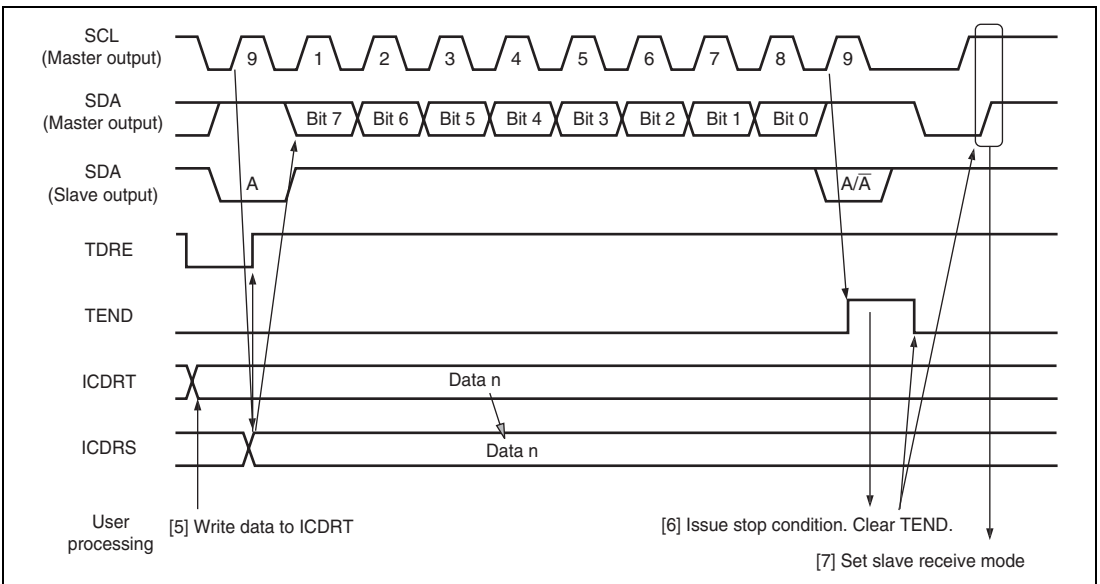 SCL
(Master output)
9 1 2 3 4 5 6 7 8 9
SDA
(Master output)
Bit 7 Bit 6 Bit 5 Bit 4 Bit 3 Bit 2 Bit 1 Bit 0
SDA
(Slave output)
A A/A̅
TDRE
TEND
ICDRT
Data n
ICDRS
Data n
User
processing
[5] Write data to ICDRT
[6] Issue stop condition. Clear TEND.
[7] Set slave receive mode